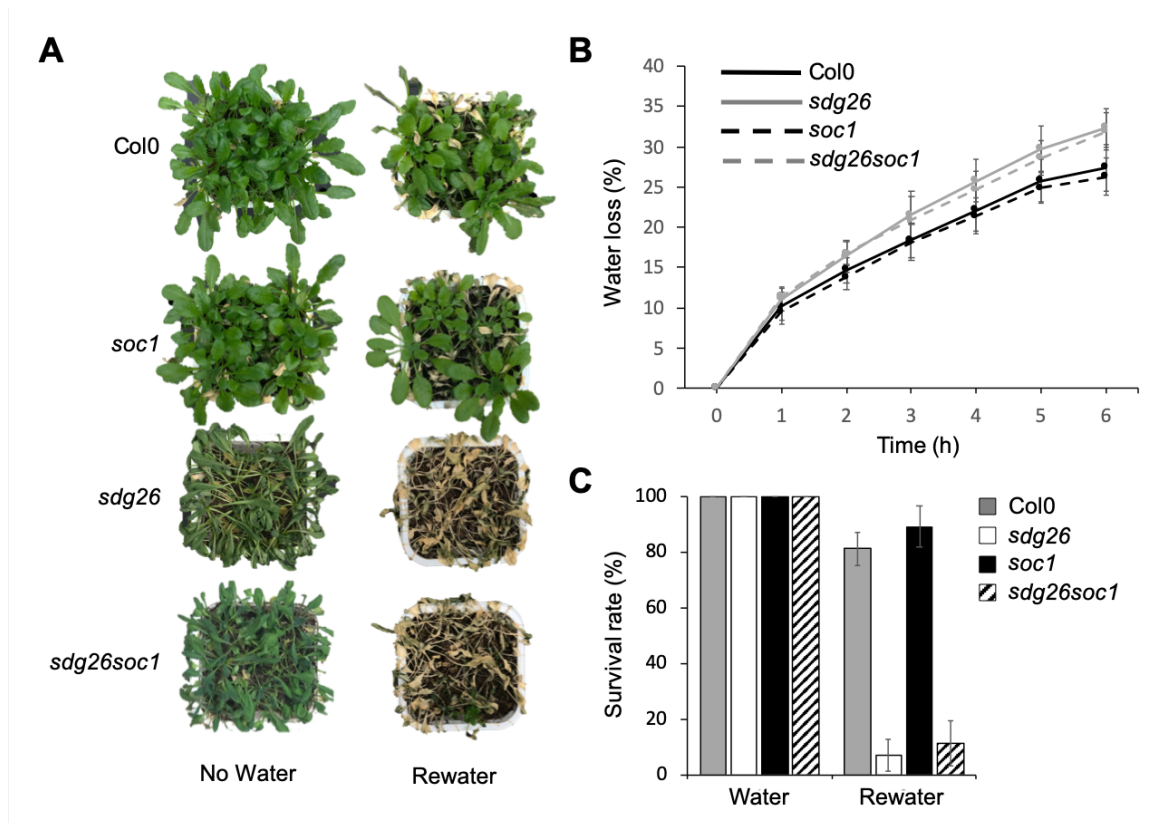 A
Col0
soc1
sdg26
sdg26soc1
No Water
Rewater
B
40
35
30
25
20
15
10
5
0
Water loss (%)
Col0
sdg26
soc1
sdg26soc1
0 1 2 3 4 5 6
Time (h)
C
100
80
60
40
20
0
Survival rate (%)
Col0
sdg26
soc1
sdg26soc1
Water
Rewater